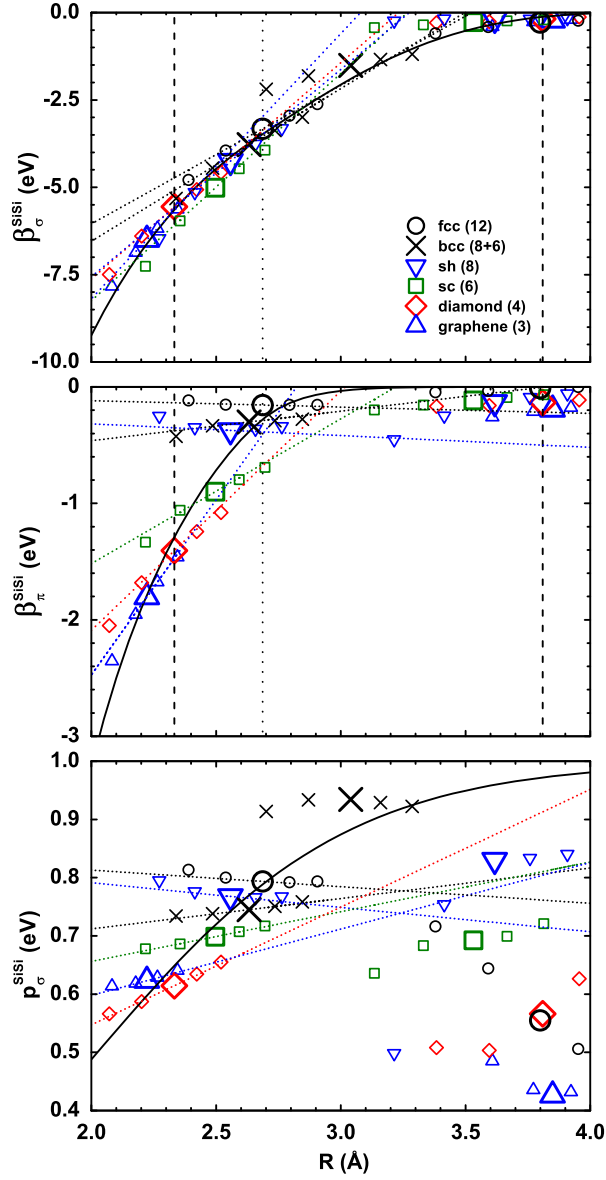 0.0
-2.5
-5.0
-7.5
-10.0
β_σ^SiSi (eV)
fcc (12)
bcc (8+6)
sh (8)
sc (6)
diamond (4)
graphene (3)
0
-1
-2
-3
β_π^SiSi (eV)
1.0
0.9
0.8
0.7
0.6
0.5
0.4
p_σ^SiSi (eV)
2.0 2.5 3.0 3.5 4.0
R (Å)